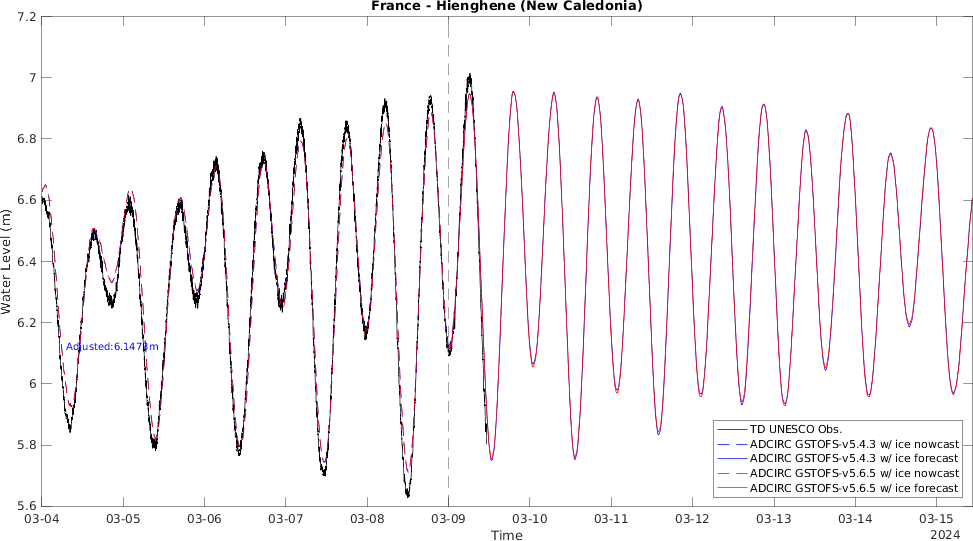 France - Hienghene (New Caledonia)
7.2
7
6.8
6.6
6.4
6.2
6
5.8
5.6
Water Level (m)
Adjusted:6.1473m
TD UNESCO Obs.
ADCIRC GSTOFS-v5.4.3 w/ ice nowcast
ADCIRC GSTOFS-v5.4.3 w/ ice forecast
ADCIRC GSTOFS-v5.6.5 w/ ice nowcast
ADCIRC GSTOFS-v5.6.5 w/ ice forecast
03-04 03-05 03-06 03-07 03-08 03-09 03-10 03-11 03-12 03-13 03-14 03-15
Time
2024